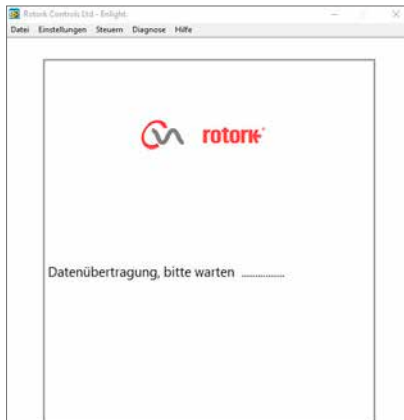 Rotork Controls Ltd - Enlight
Datei Einstellungen Steuern Diagnose Hilfe
rotork
Datenübertragung, bitte warten ...............